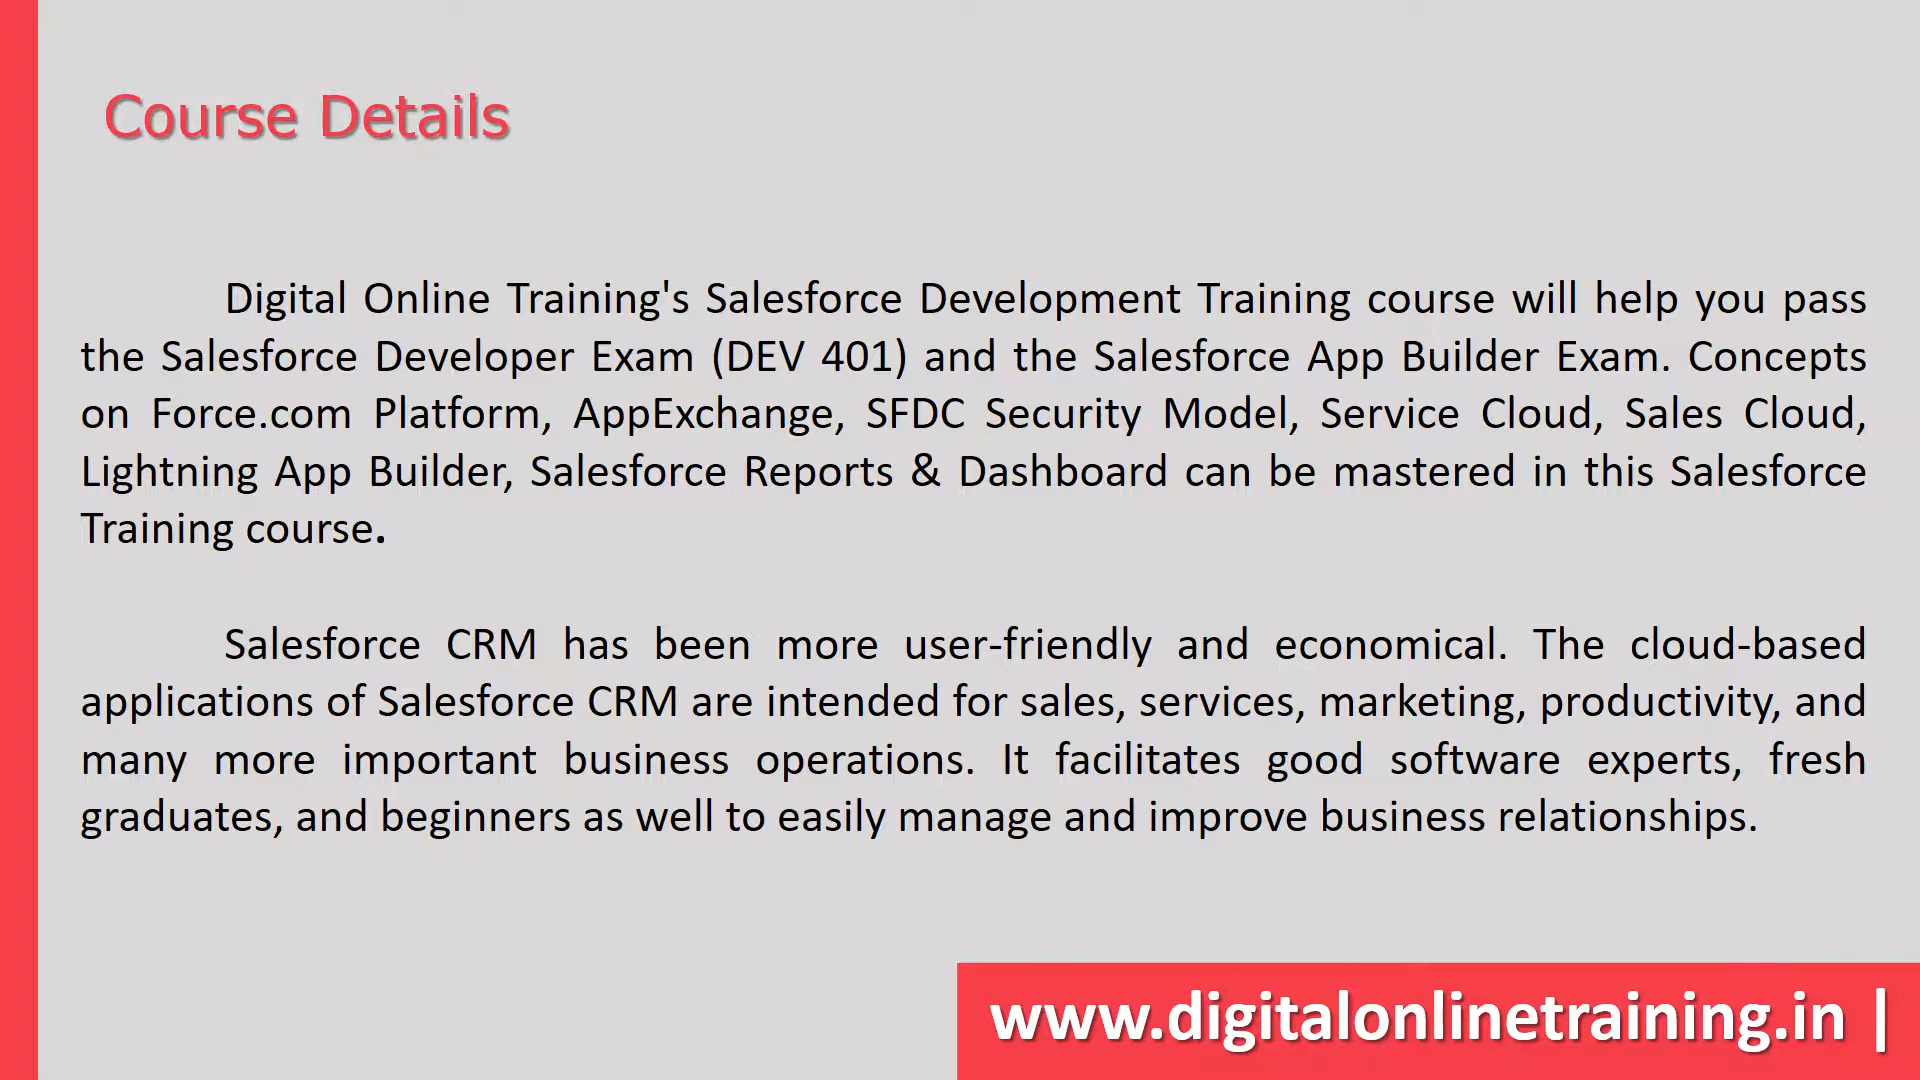 Course Details
Digital Online Training's Salesforce Development Training course will help you pass
the Salesforce Developer Exam (DEV 401) and the Salesforce App Builder Exam. Concepts
on Force.com Platform, AppExchange, SFDC Security Model, Service Cloud, Sales Cloud,
Lightning App Builder, Salesforce Reports & Dashboard can be mastered in this Salesforce
Training course.
Salesforce CRM has been more user-friendly and economical. The cloud-based
applications of Salesforce CRM are intended for sales, services, marketing, productivity, and
many more important business operations. It facilitates good software experts, fresh
graduates, and beginners as well to easily manage and improve business relationships.
www.digitalonlinetraining.in |